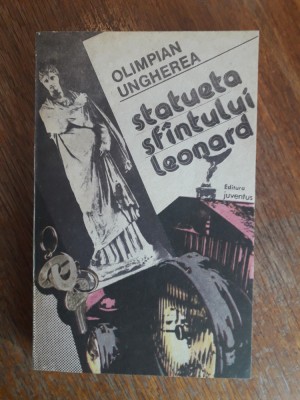 OLIMPIAN
UNGHEREA
statueta
sfîntului
leonard
Editura
juventus